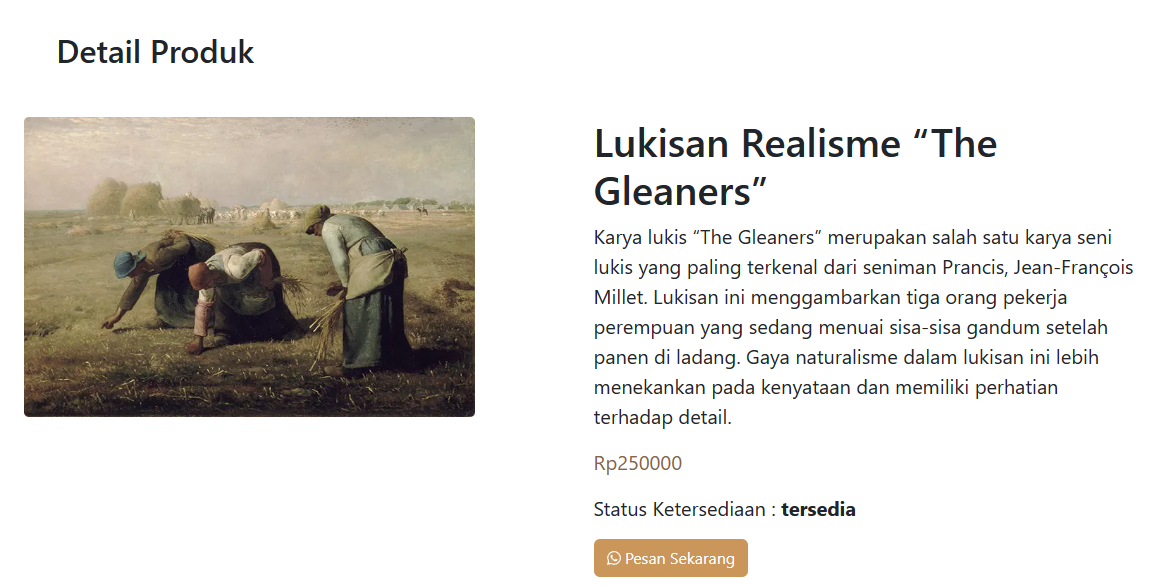 Detail Produk
Lukisan Realisme “The
Gleaners”
Karya lukis “The Gleaners” merupakan salah satu karya seni
lukis yang paling terkenal dari seniman Prancis, Jean-François
Millet. Lukisan ini menggambarkan tiga orang pekerja
perempuan yang sedang menuai sisa-sisa gandum setelah
panen di ladang. Gaya naturalisme dalam lukisan ini lebih
menekankan pada kenyataan dan memiliki perhatian
terhadap detail.
Rp250000
Status Ketersediaan : tersedia
Pesan Sekarang